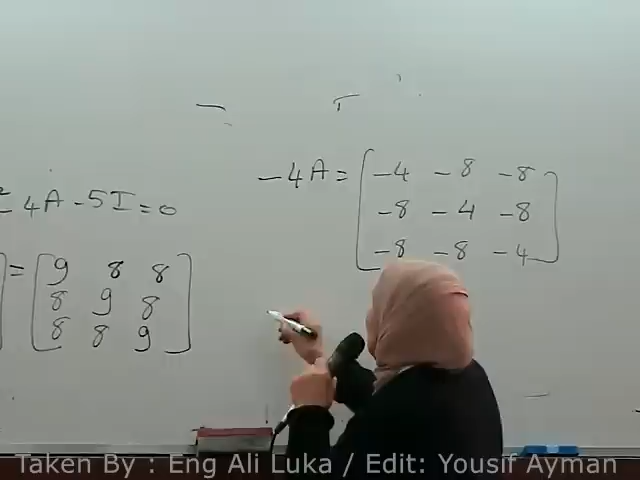 ² - 4A - 5I = 0
= [ 9 8 8
8 9 8
8 8 9 ]
-4A = [ -4 -8 -8
-8 -4 -8
-8 -8 -4 ]
Taken By : Eng Ali Luka / Edit: Yousif Ayman